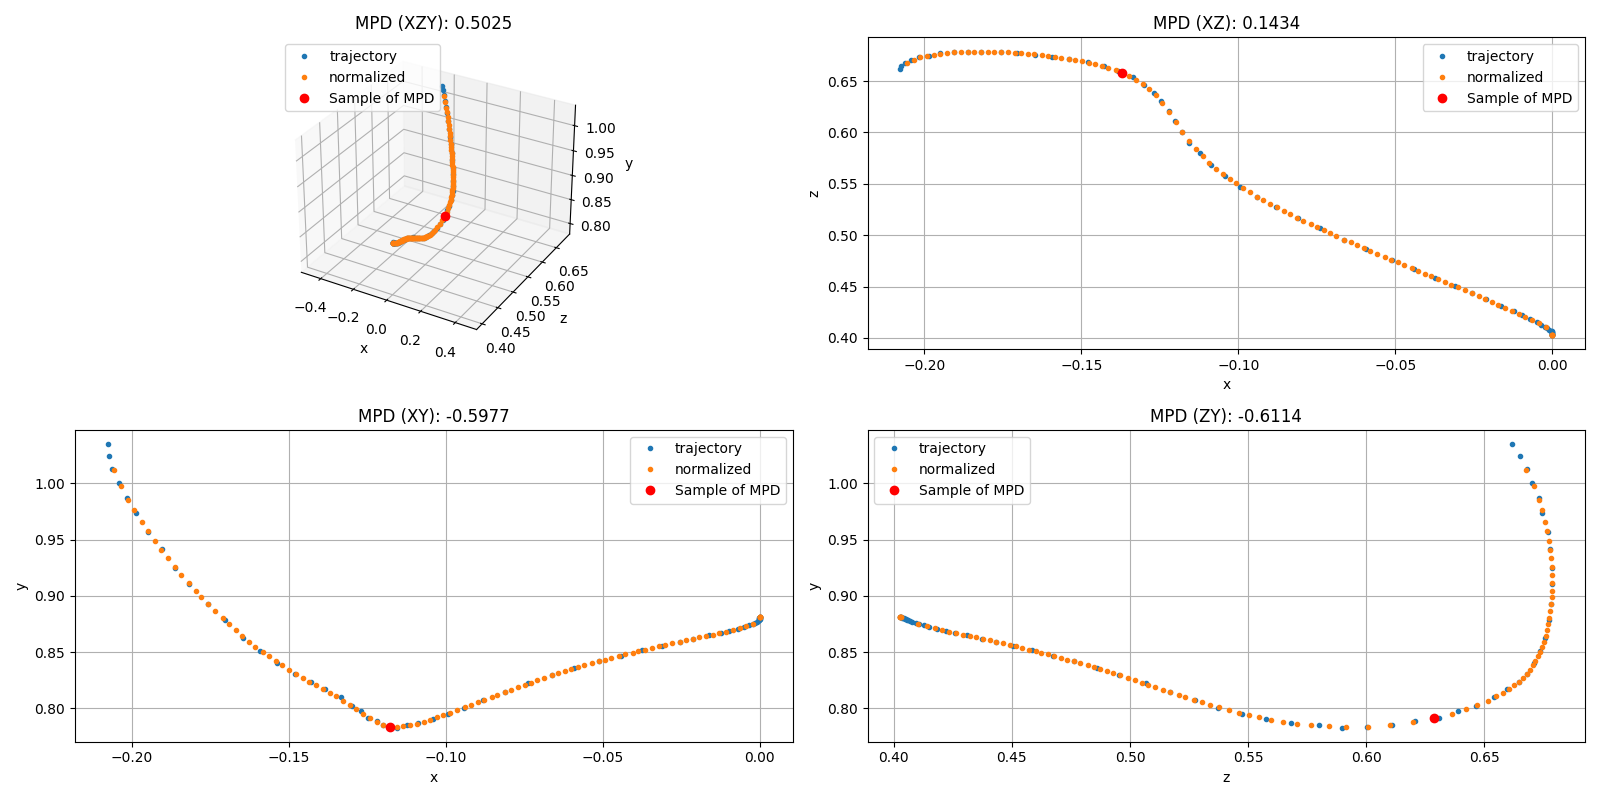 MPD (XZY): 0.5025
trajectory
normalized
Sample of MPD
1.00
0.95
0.90
0.85
0.80
y
0.65
0.60
0.55
0.50
0.45
0.40
z
−0.4
−0.2
0.0
0.2
0.4
x
MPD (XZ): 0.1434
trajectory
normalized
Sample of MPD
0.65
0.60
0.55
0.50
0.45
0.40
z
−0.20
−0.15
−0.10
−0.05
0.00
x
MPD (XY): -0.5977
trajectory
normalized
Sample of MPD
1.00
0.95
0.90
0.85
0.80
y
−0.20
−0.15
−0.10
−0.05
0.00
x
MPD (ZY): -0.6114
trajectory
normalized
Sample of MPD
1.00
0.95
0.90
0.85
0.80
y
0.40
0.45
0.50
0.55
0.60
0.65
z